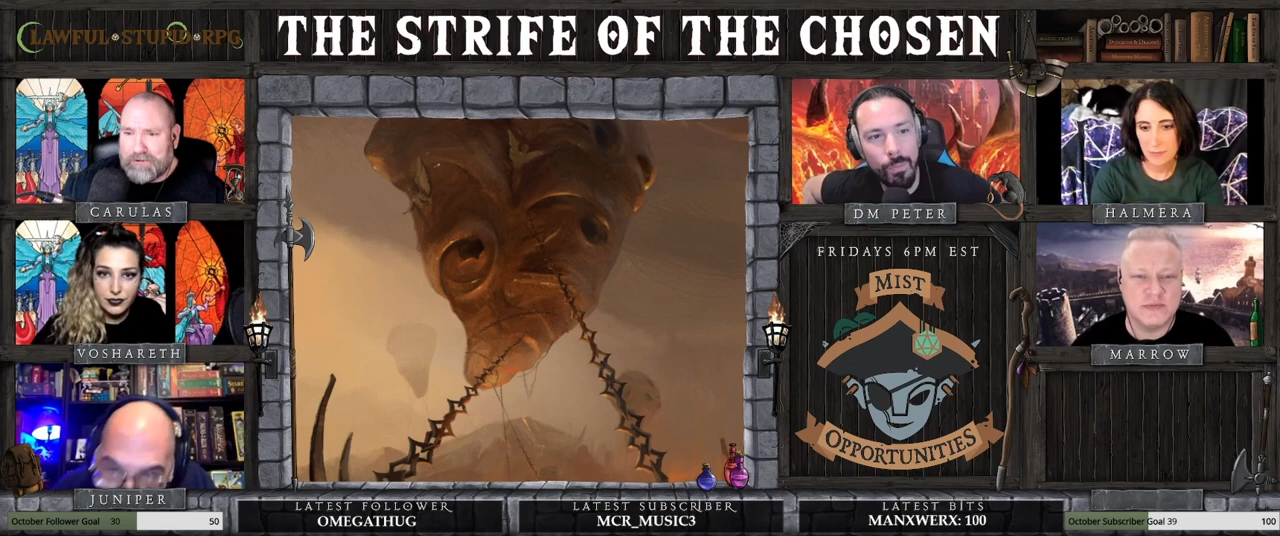 LAWFUL STUPID RPG
THE STRIFE OF THE CHOSEN
DUNGEONS & DRAGONS
CARULAS
DM PETER
HALMERA
FRIDAYS 6PM EST
MIST
OPPORTUNITIES
VOSHARETH
MARROW
JUNIPER
LATEST FOLLOWER
OMEGATHUG
LATEST SUBSCRIBER
MCR_MUSIC3
LATEST BITS
MANXWERX: 100
October Follower Goal 30 50
October Subscriber Goal 39 100